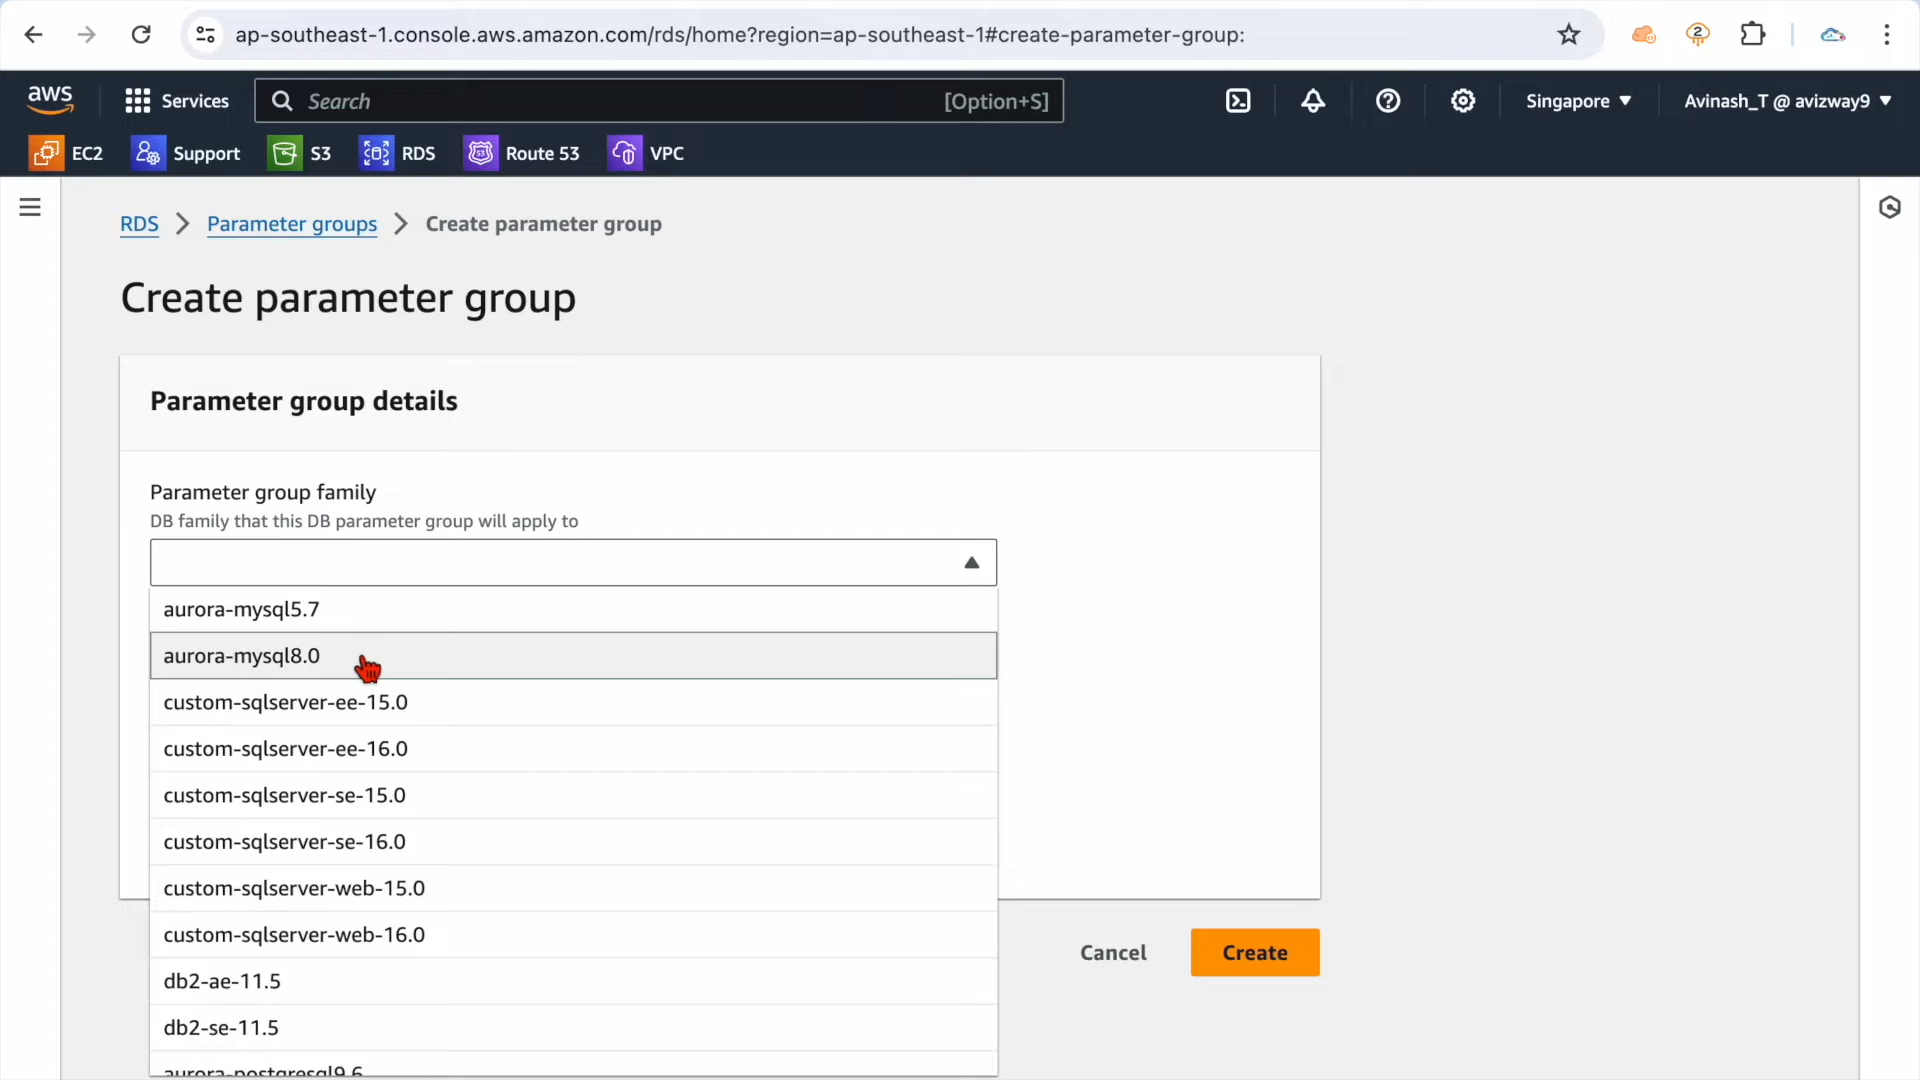 ap-southeast-1.console.aws.amazon.com/rds/home?region=ap-southeast-1#create-parameter-group:
2
aws
Services
Search
[Option+S]
Singapore
Avinash_T @ avizway9
EC2
Support
S3
RDS
Route 53
VPC
RDS
Parameter groups
Create parameter group
Create parameter group
Parameter group details
Parameter group family
DB family that this DB parameter group will apply to
aurora-mysql5.7
aurora-mysql8.0
custom-sqlserver-ee-15.0
custom-sqlserver-ee-16.0
custom-sqlserver-se-15.0
custom-sqlserver-se-16.0
custom-sqlserver-web-15.0
custom-sqlserver-web-16.0
Cancel
Create
db2-ae-11.5
db2-se-11.5
aurora-postgresql9.6